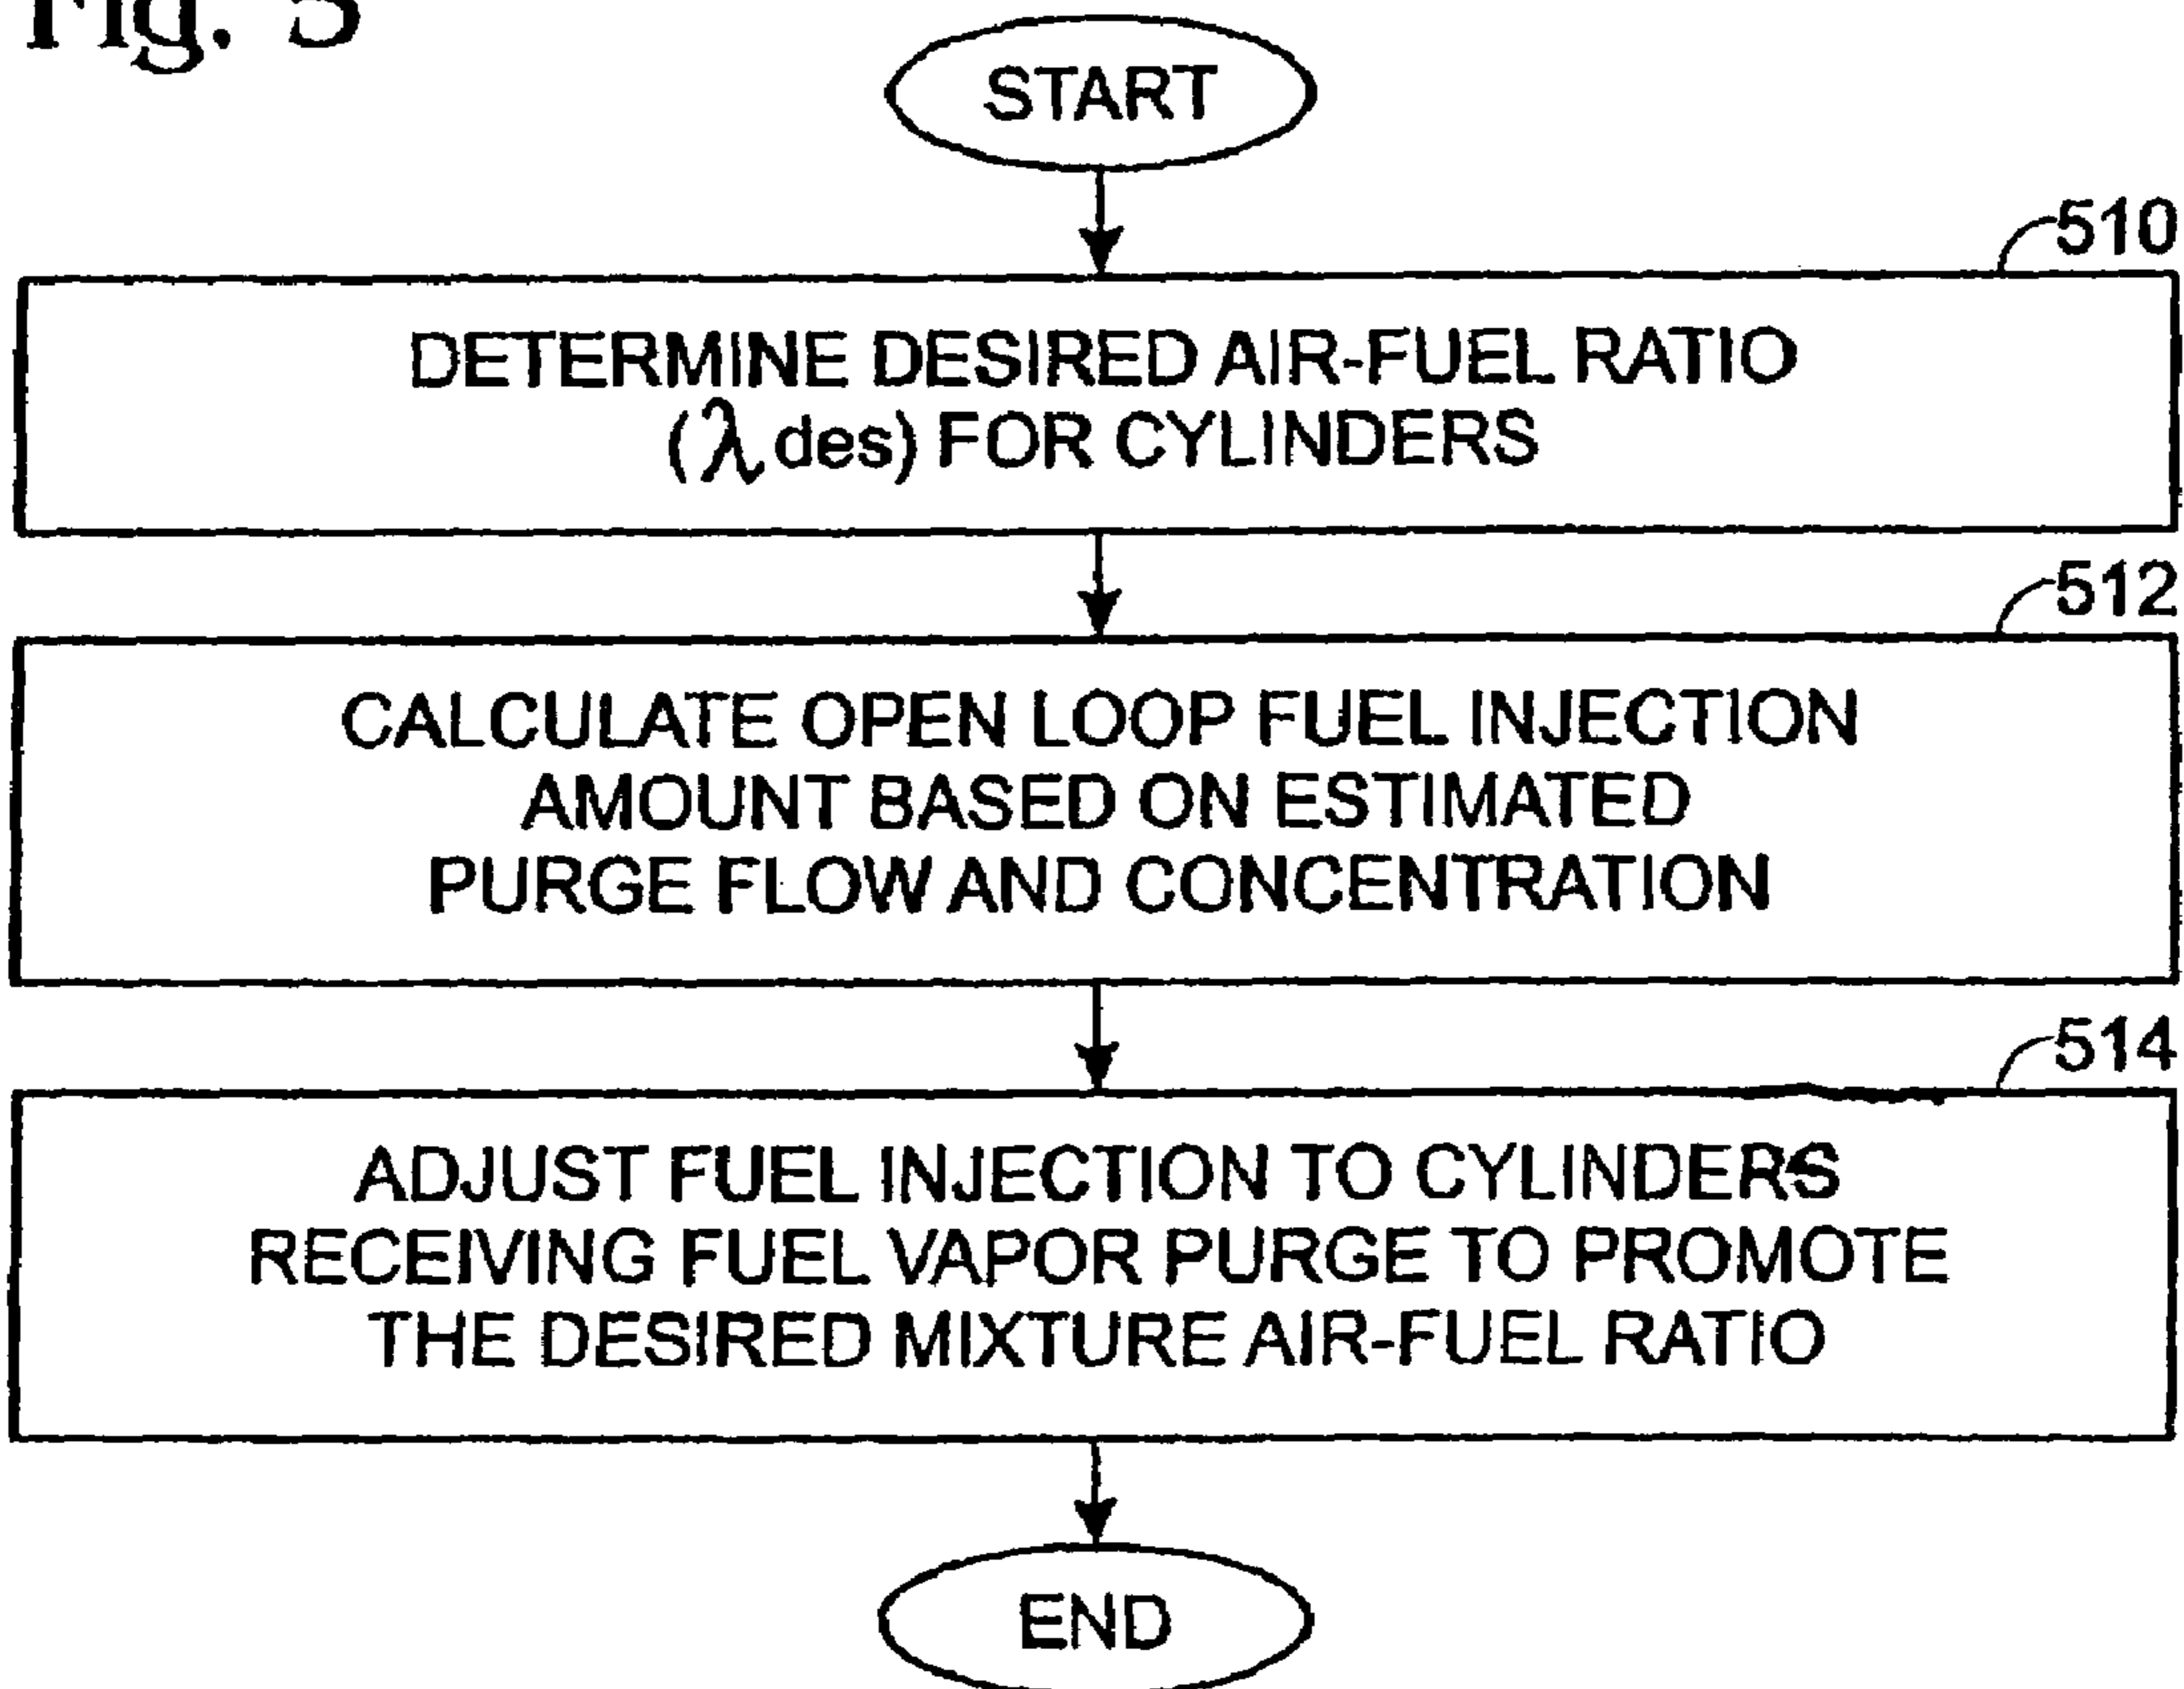 Fig. 5
START
510
DETERMINE DESIRED AIR-FUEL RATIO
(λ des) FOR CYLINDERS
512
CALCULATE OPEN LOOP FUEL INJECTION
AMOUNT BASED ON ESTIMATED
PURGE FLOW AND CONCENTRATION
514
ADJUST FUEL INJECTION TO CYLINDERS
RECEIVING FUEL VAPOR PURGE TO PROMOTE
THE DESIRED MIXTURE AIR-FUEL RATIO
END